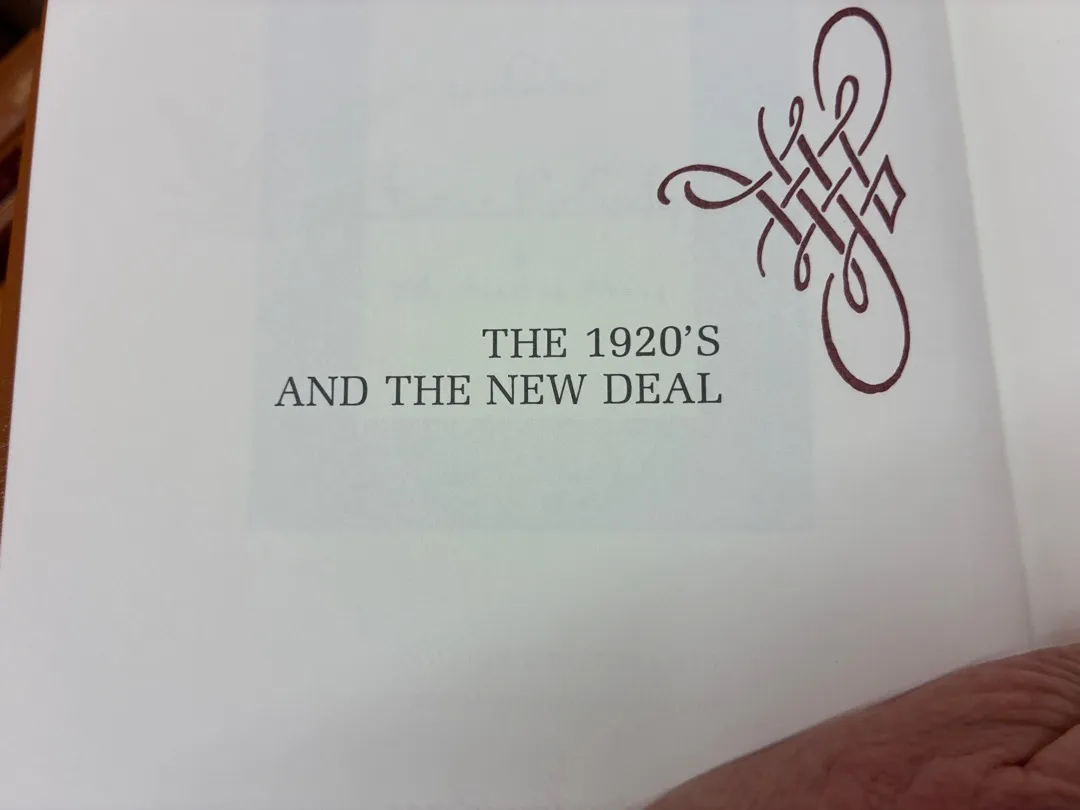 THE 1920’S
AND THE NEW DEAL